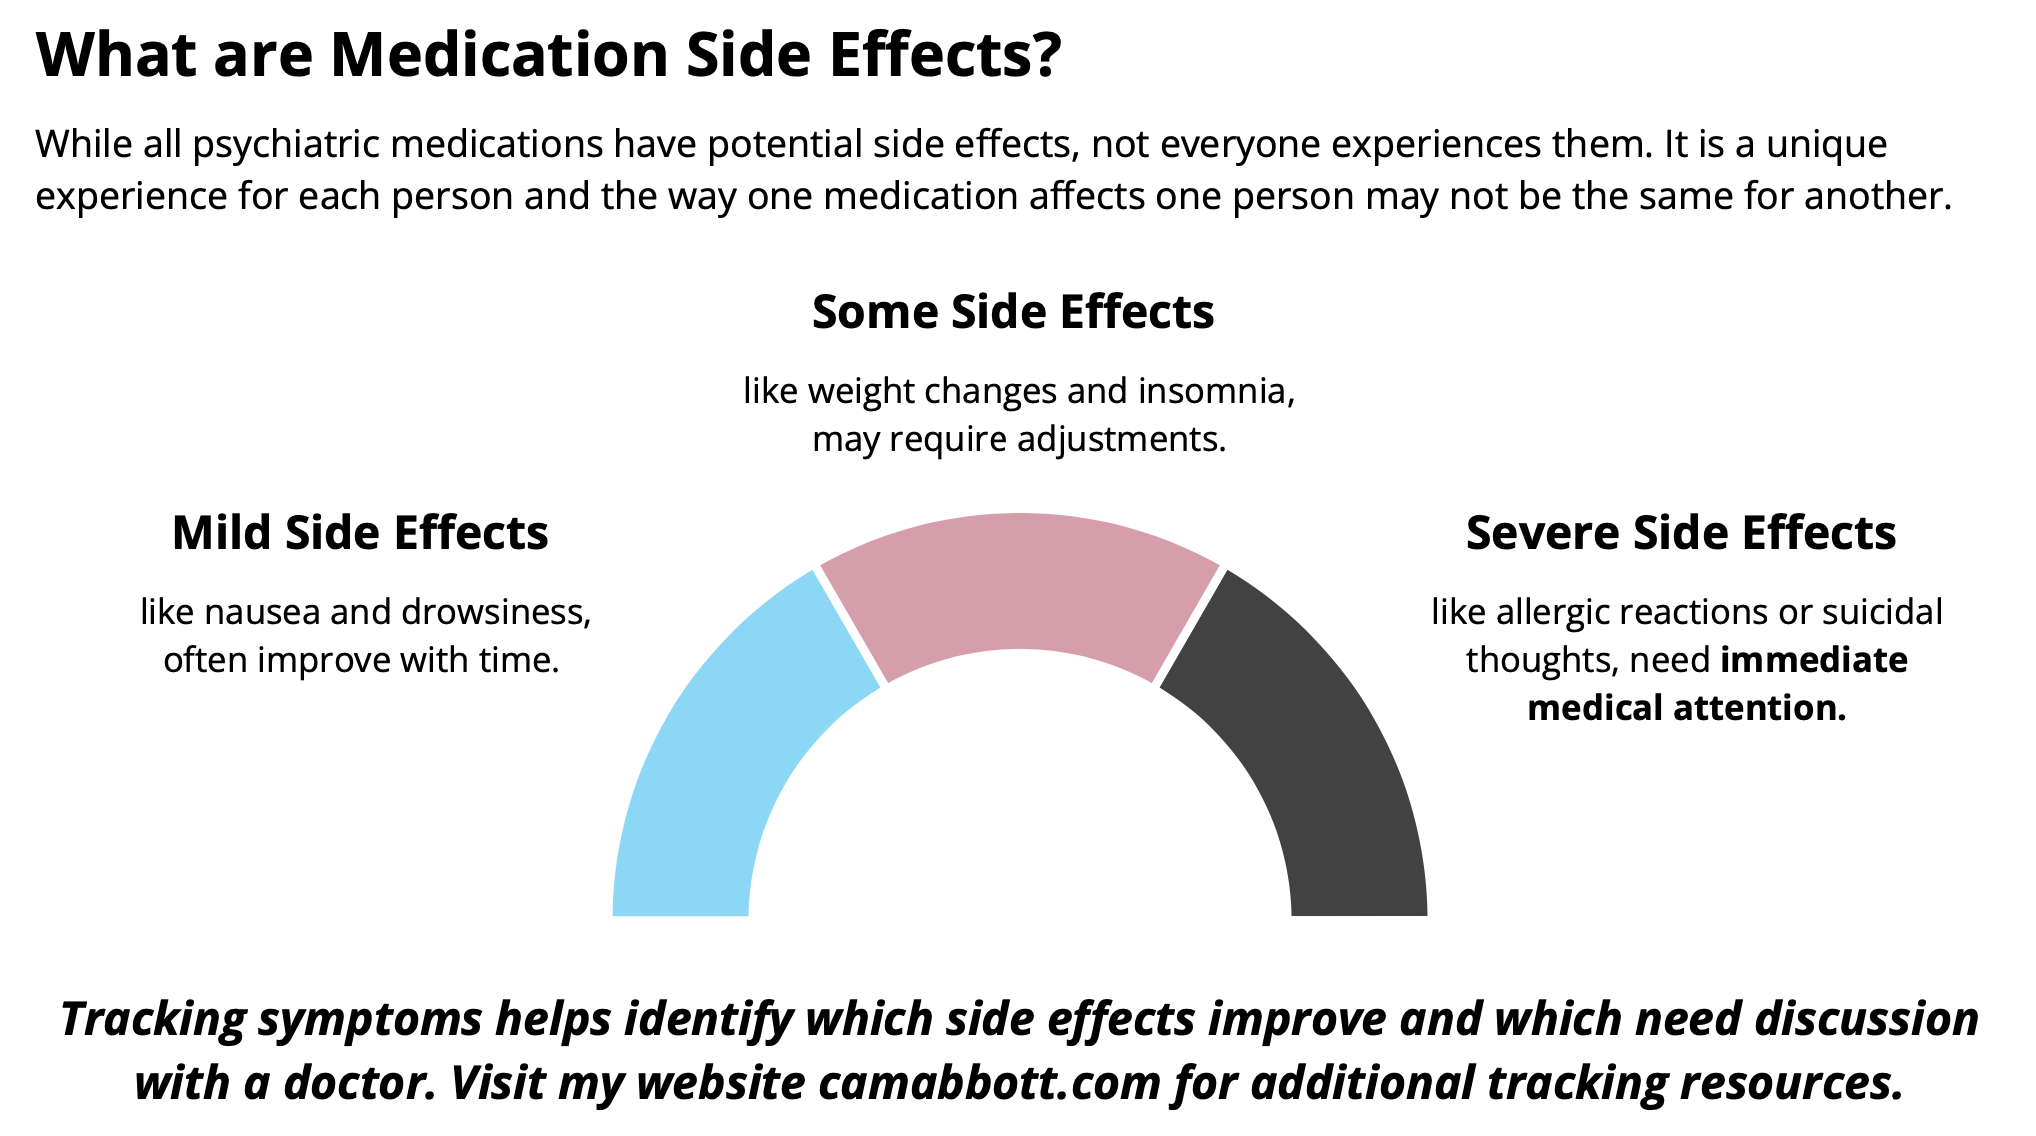 What are Medication Side Effects?
While all psychiatric medications have potential side effects, not everyone experiences them. It is a unique
experience for each person and the way one medication affects one person may not be the same for another.
Some Side Effects
like weight changes and insomnia,
may require adjustments.
Mild Side Effects
like nausea and drowsiness,
often improve with time.
Severe Side Effects
like allergic reactions or suicidal
thoughts, need immediate
medical attention.
Tracking symptoms helps identify which side effects improve and which need discussion
with a doctor. Visit my website camabbott.com for additional tracking resources.